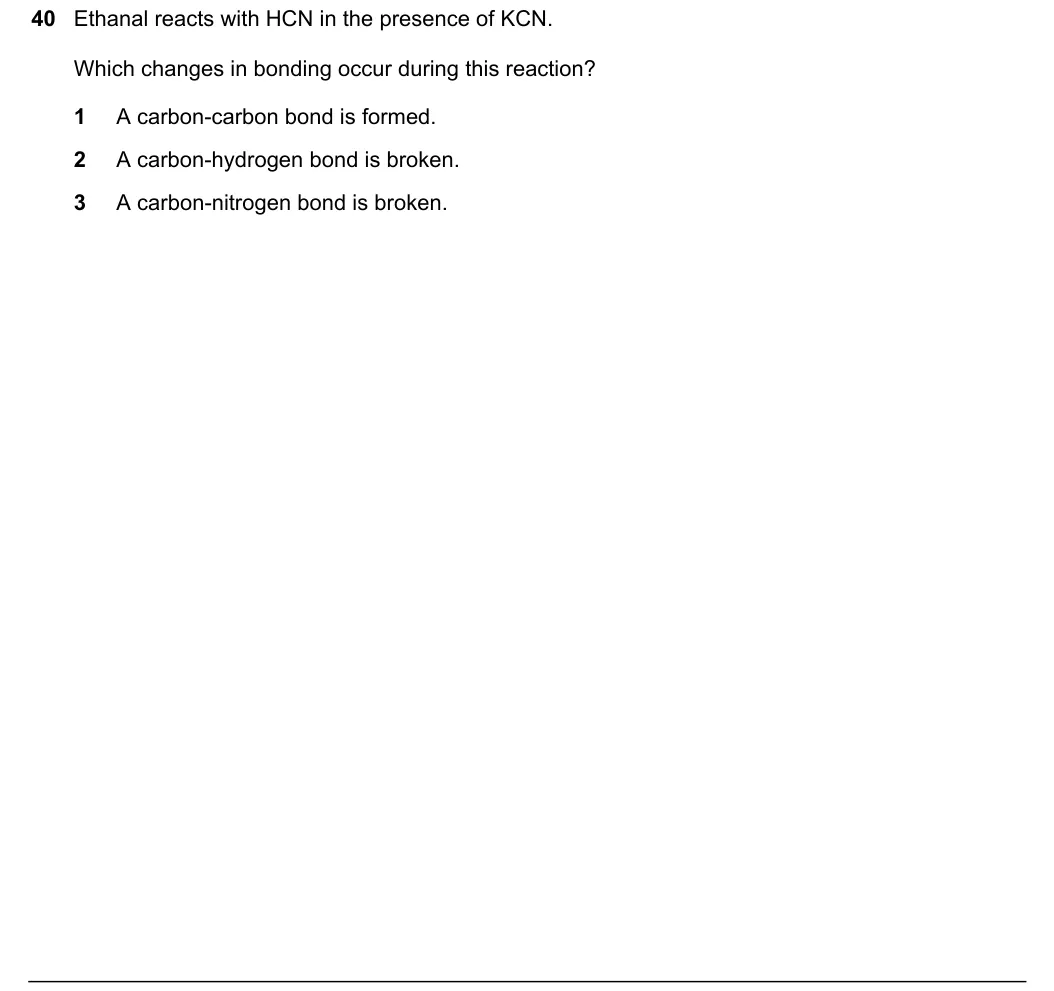 40 Ethanal reacts with HCN in the presence of KCN.
Which changes in bonding occur during this reaction?
1 A carbon-carbon bond is formed.
2 A carbon-hydrogen bond is broken.
3 A carbon-nitrogen bond is broken.